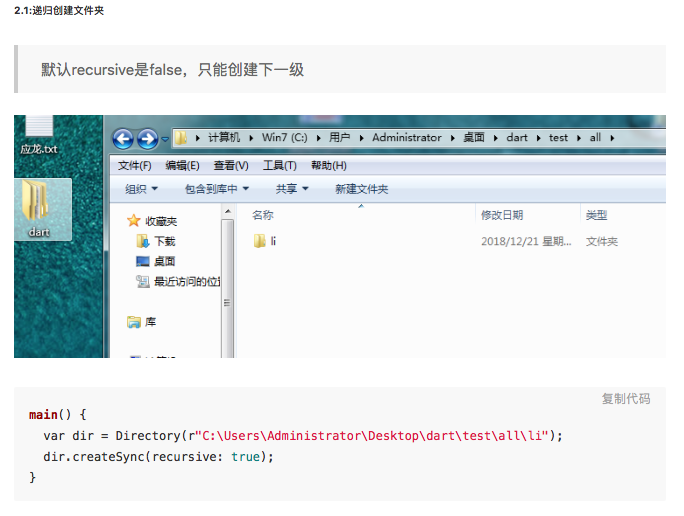 2.1:递归创建文件夹
默认recursive是false，只能创建下一级
应龙.txt
dart
计算机 Win7 (C:) 用户 Administrator 桌面 dart test all
文件(F) 编辑(E) 查看(V) 工具(T) 帮助(H)
组织 包含到库中 共享 新建文件夹
收藏夹
下载
桌面
最近访问的位
库
名称 修改日期 类型
li 2018/12/21 星期... 文件夹
复制代码
main() {
var dir = Directory(r"C:\Users\Administrator\Desktop\dart\test\all\li");
dir.createSync(recursive: true);
}